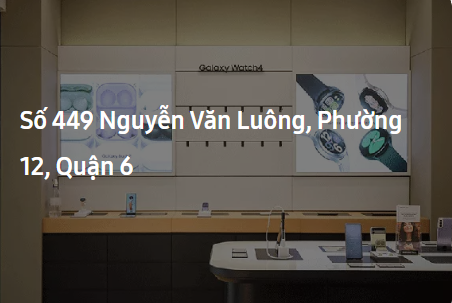 Galaxy Watch4
Số 449 Nguyễn Văn Luông, Phường
12, Quận 6